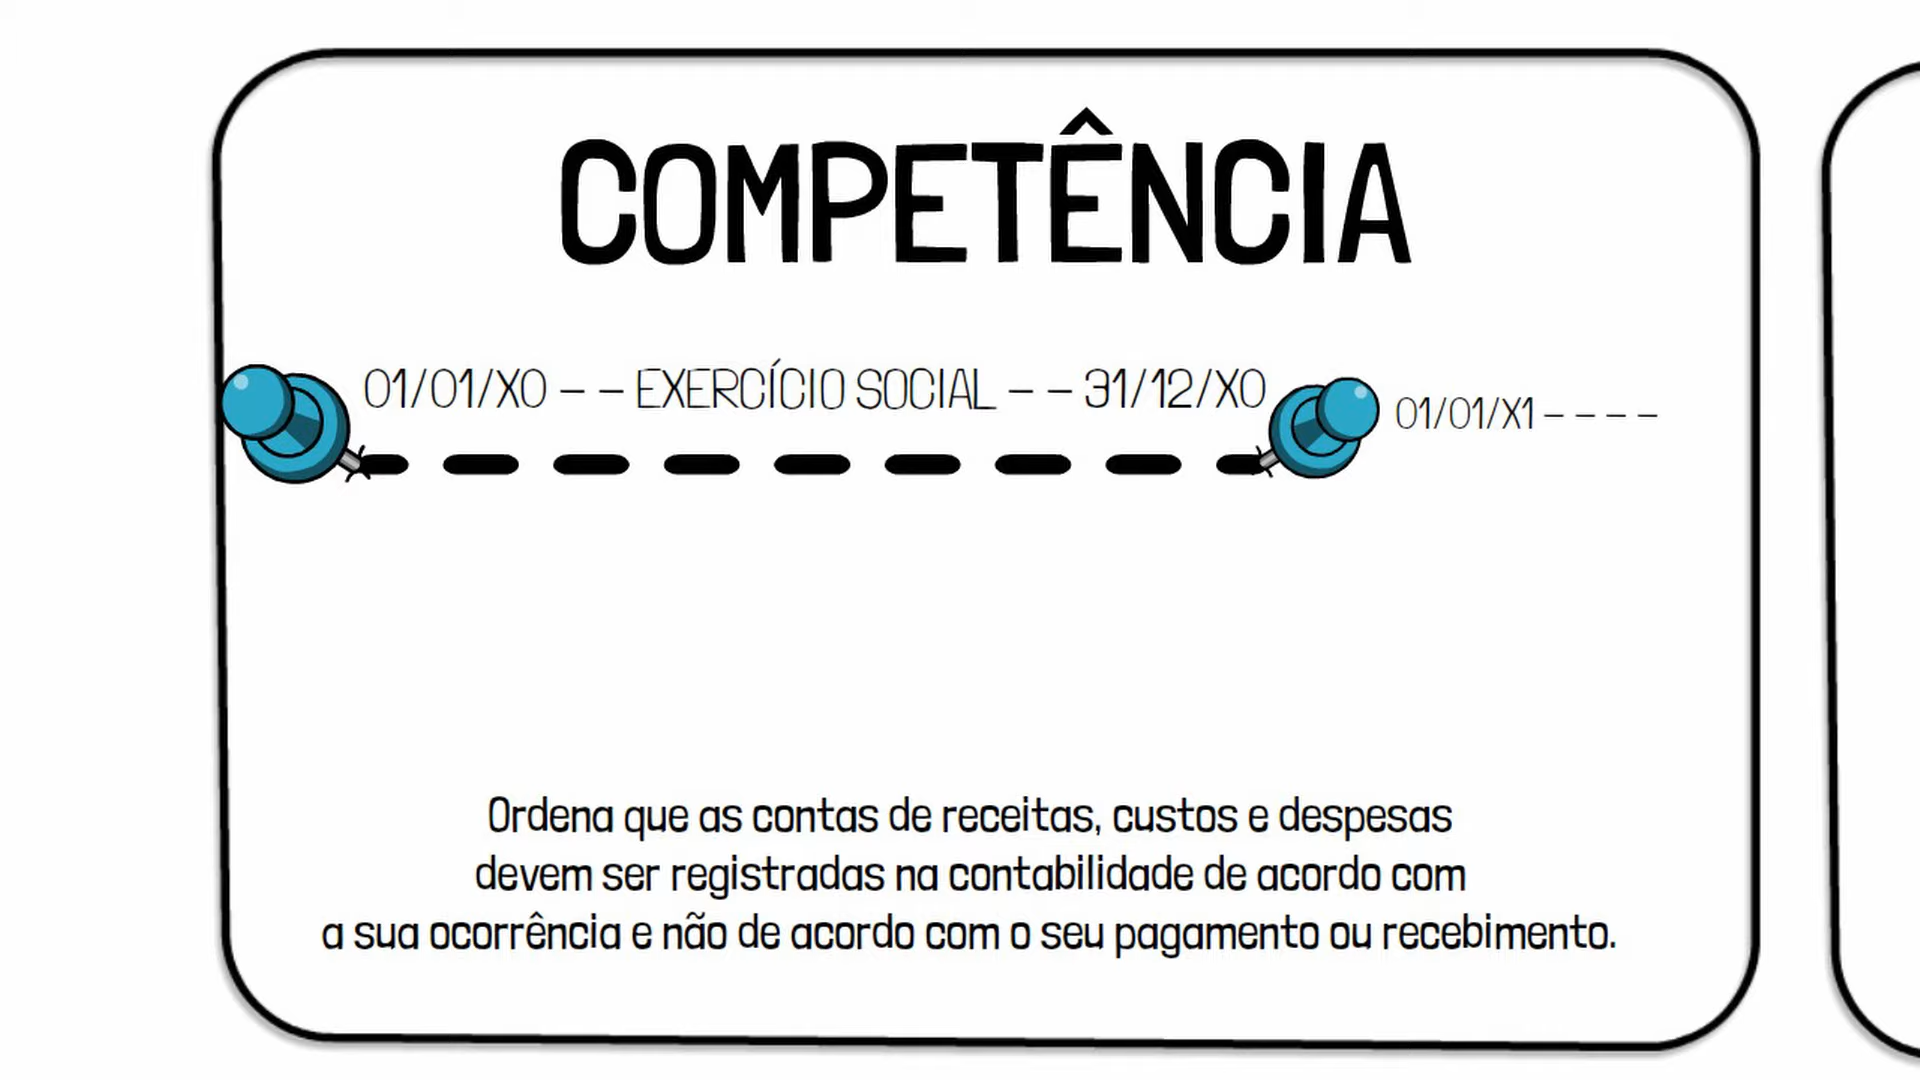 COMPETÊNCIA
01/01/X0 – – EXERCÍCIO SOCIAL – – 31/12/X0
01/01/X1 – – – –
Ordena que as contas de receitas, custos e despesas
devem ser registradas na contabilidade de acordo com
a sua ocorrência e não de acordo com o seu pagamento ou recebimento.